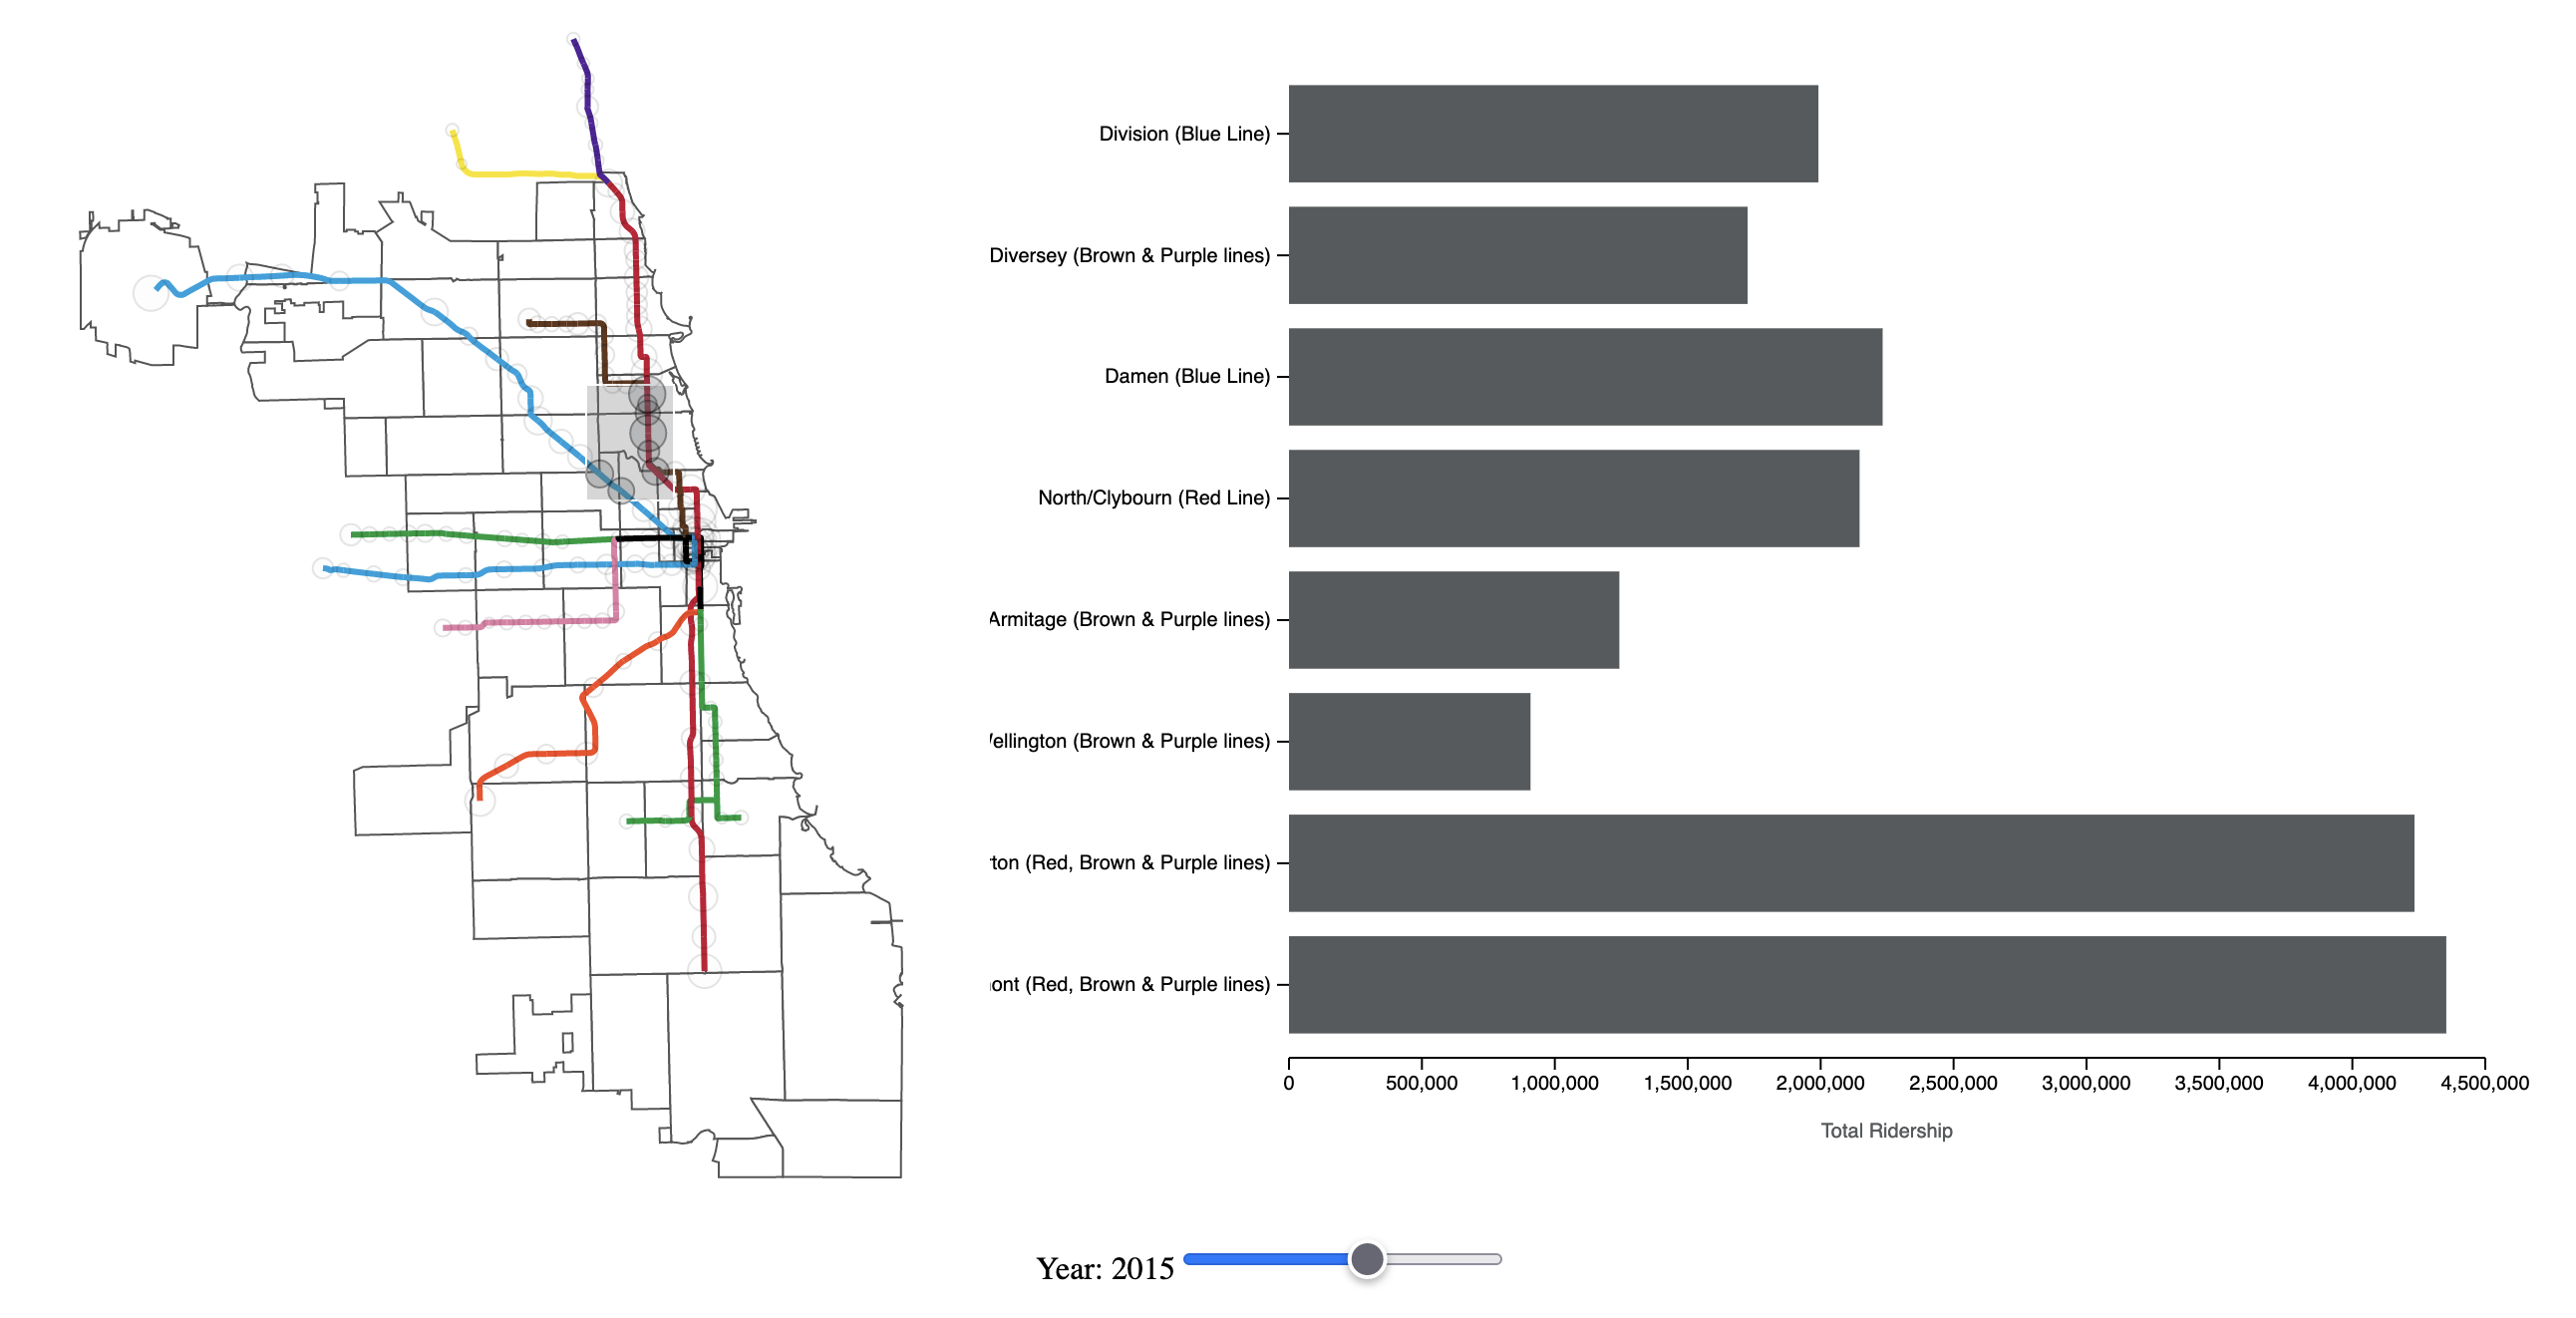 Division (Blue Line)
Diversey (Brown & Purple lines)
Damen (Blue Line)
North/Clybourn (Red Line)
Armitage (Brown & Purple lines)
ellington (Brown & Purple lines)
rton (Red, Brown & Purple lines)
ont (Red, Brown & Purple lines)
0 500,000 1,000,000 1,500,000 2,000,000 2,500,000 3,000,000 3,500,000 4,000,000 4,500,000
Total Ridership
Year: 2015